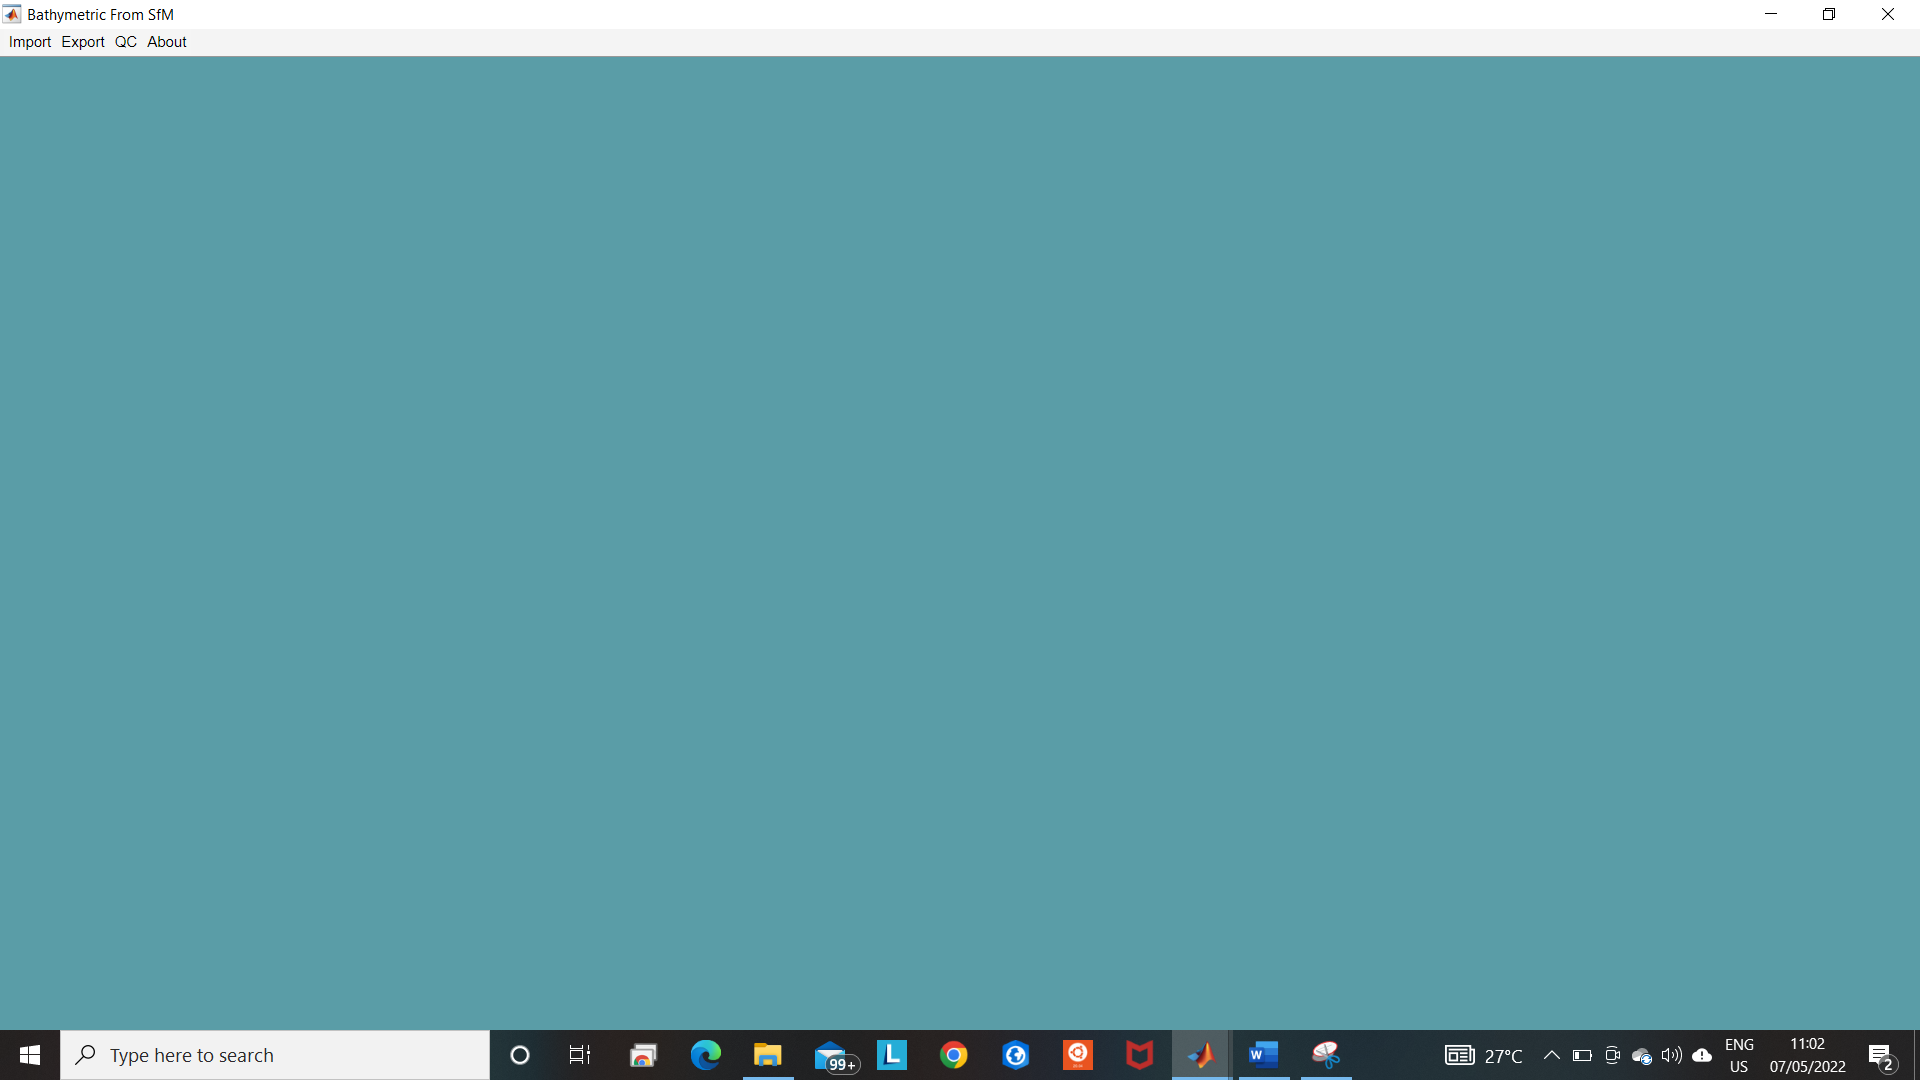 Bathymetric From SfM
Import Export QC About
Type here to search
99+
L
W
27°C
ENG
US
11:02
07/05/2022
2